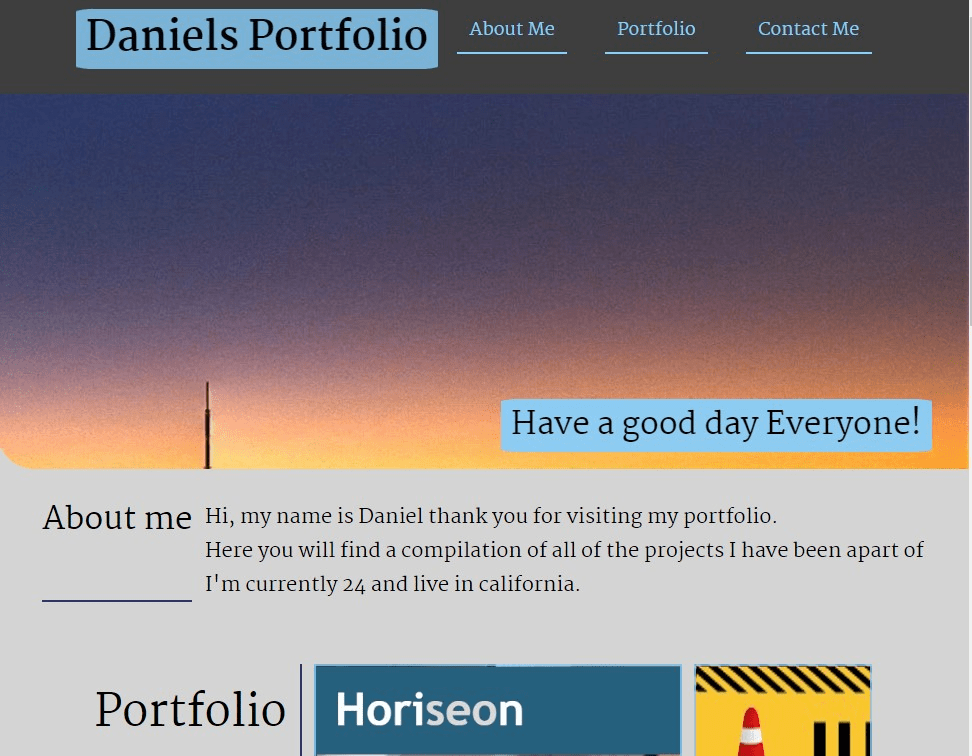 Daniels Portfolio
About Me
Portfolio
Contact Me
Have a good day Everyone!
About me
Hi, my name is Daniel thank you for visiting my portfolio.
Here you will find a compilation of all of the projects I have been apart of
I'm currently 24 and live in california.
Portfolio
Horiseon